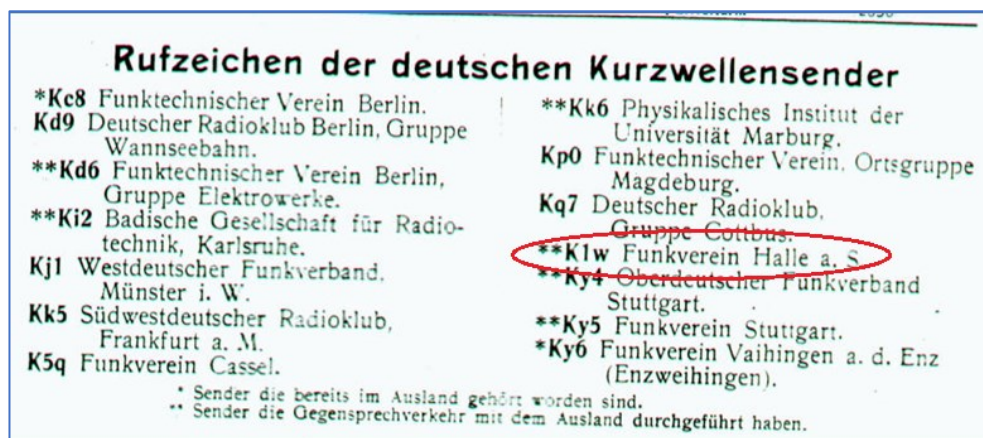 Rufzeichen der deutschen Kurzwellensender
*Kc8 Funktechnischer Verein Berlin.
Kd9 Deutscher Radioklub Berlin, Gruppe
Wannseebahn.
**Kd6 Funktechnischer Verein Berlin,
Gruppe Elektrowerke.
**Ki2 Badische Gesellschaft für Radio-
technik, Karlsruhe.
Kj1 Westdeutscher Funkverband.
Münster i. W.
Kk5 Südwestdeutscher Radioklub,
Frankfurt a. M.
K5q Funkverein Cassel.
**Kk6 Physikalisches Institut der
Universität Marburg.
Kp0 Funktechnischer Verein, Ortsgruppe
Magdeburg.
Kq7 Deutscher Radioklub,
Gruppe Cottbus.
**K1w Funkverein Halle a. S.
**Ky4 Oberdeutscher Funkverband
Stuttgart.
**Ky5 Funkverein Stuttgart.
*Ky6 Funkverein Vaihingen a. d. Enz
(Enzweihingen).
* Sender die bereits im Ausland gehört worden sind.
** Sender die Gegensprechverkehr mit dem Ausland durchgeführt haben.